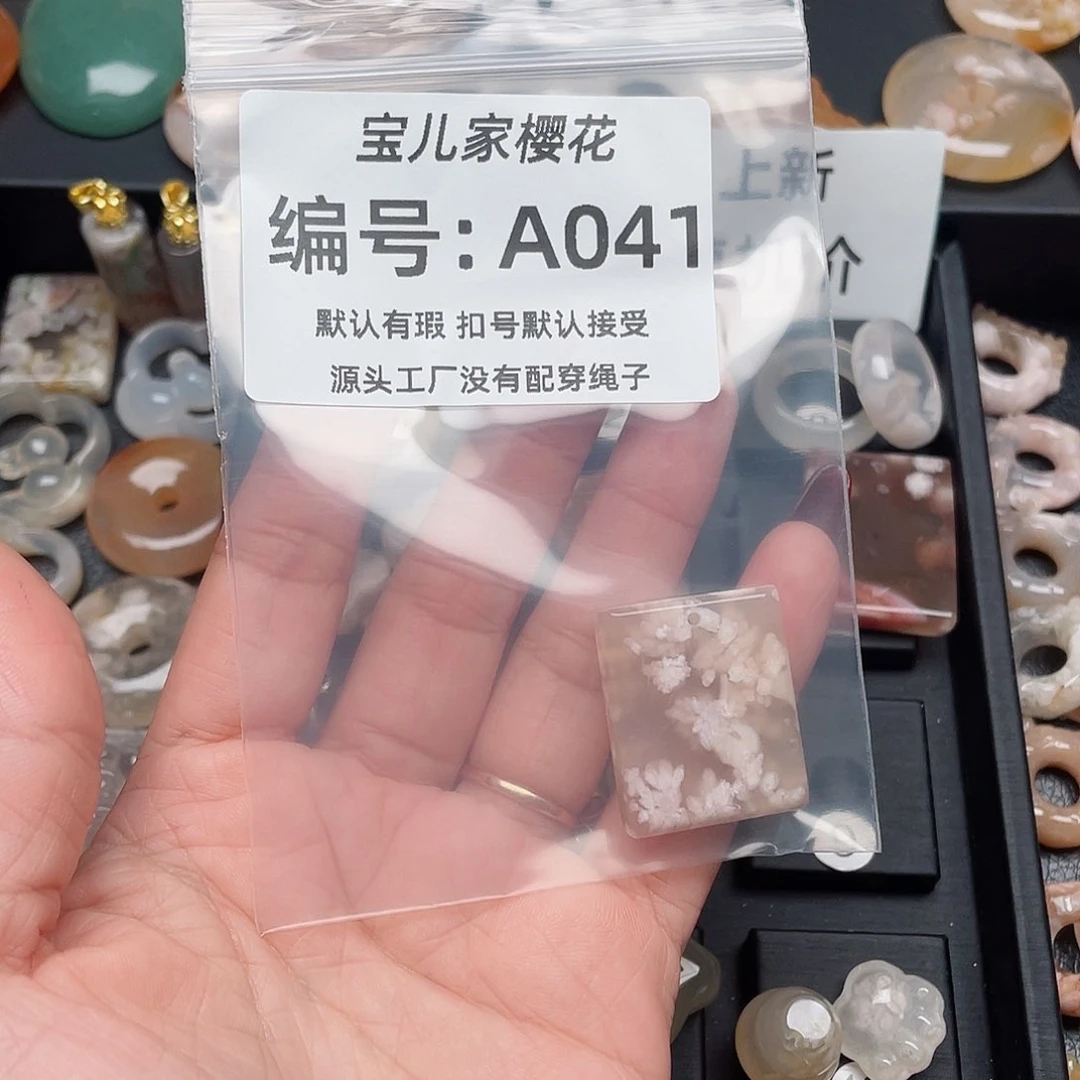 宝儿家樱花
编号：A041
默认有瑕 扣号默认接受
源头工厂没有配穿绳子
上新
价